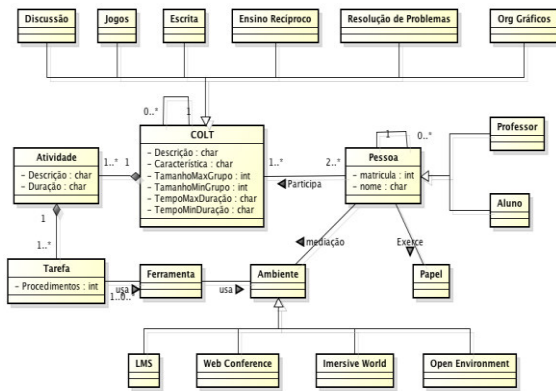 Discussão
Jogos
Escrita
Ensino Reciproco
Resolução de Problemas
Org Gráficos
0..*
1
COLT
- Descrição : char
- Característica : char
- TamanhoMaxGrupo : int
- TamanhoMinGrupo : int
- TempoMaxDuração : char
- TempoMinDuração : char
Atividade
- Descrição : char
- Duração : char
1..*
1
1..*
2..*
Participa
1
0..*
Pessoa
- matricula : int
- nome : char
Professor
Aluno
1
1..*
mediação
Exerce
Tarefa
- Procedimentos : int
1..0..*
usa
Ferramenta
usa
Ambiente
Papel
LMS
Web Conference
Imersive World
Open Environment